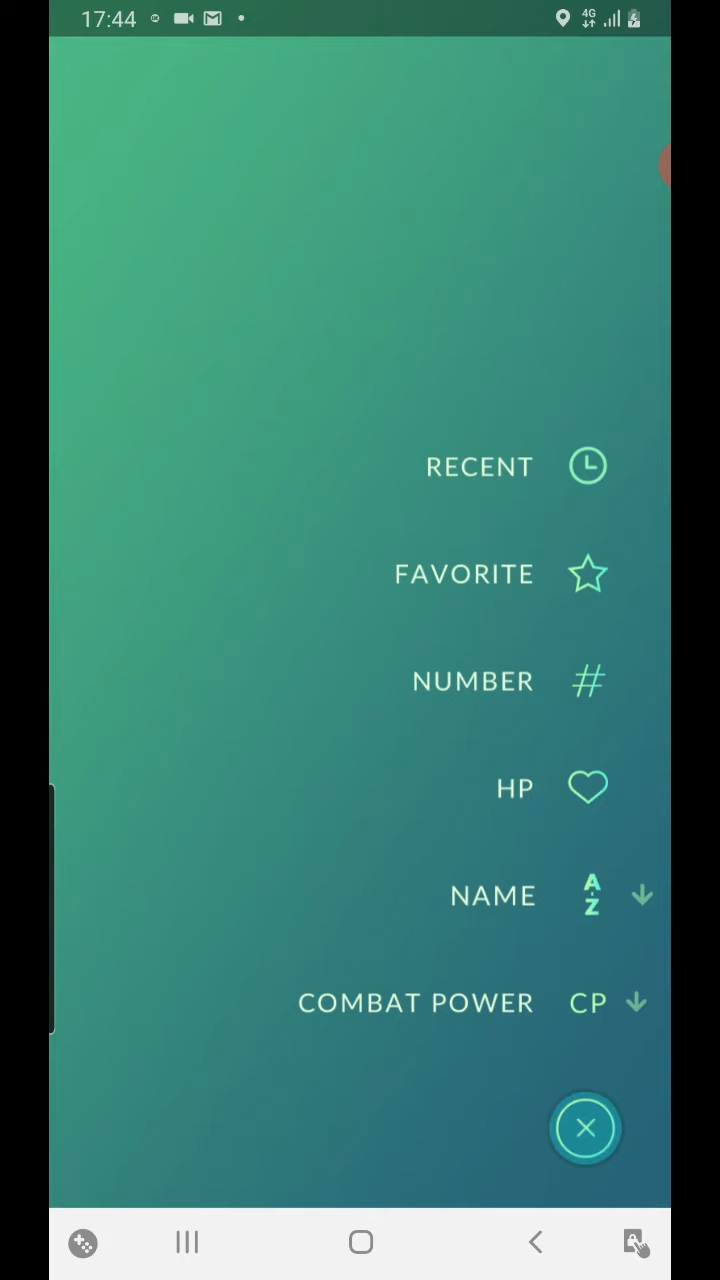 17:44 4G
RECENT
FAVORITE
NUMBER #
HP
NAME A-Z
COMBAT POWER CP